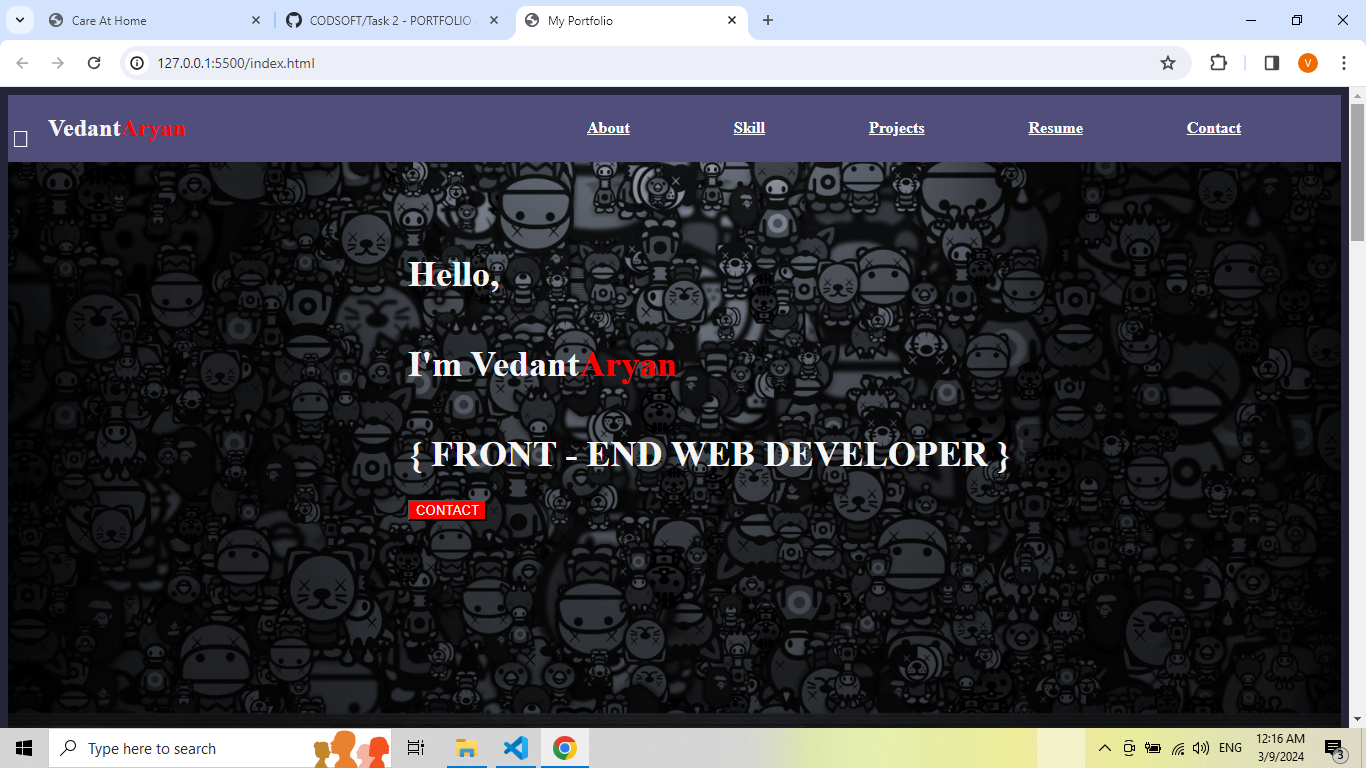 Care At Home
CODSOFT/Task 2 - PORTFOLIO
My Portfolio
127.0.0.1:5500/index.html
V
VedantAryan
About
Skill
Projects
Resume
Contact
Hello,
I'm VedantAryan
{ FRONT - END WEB DEVELOPER }
CONTACT
Type here to search
ENG
12:16 AM
3/9/2024
3